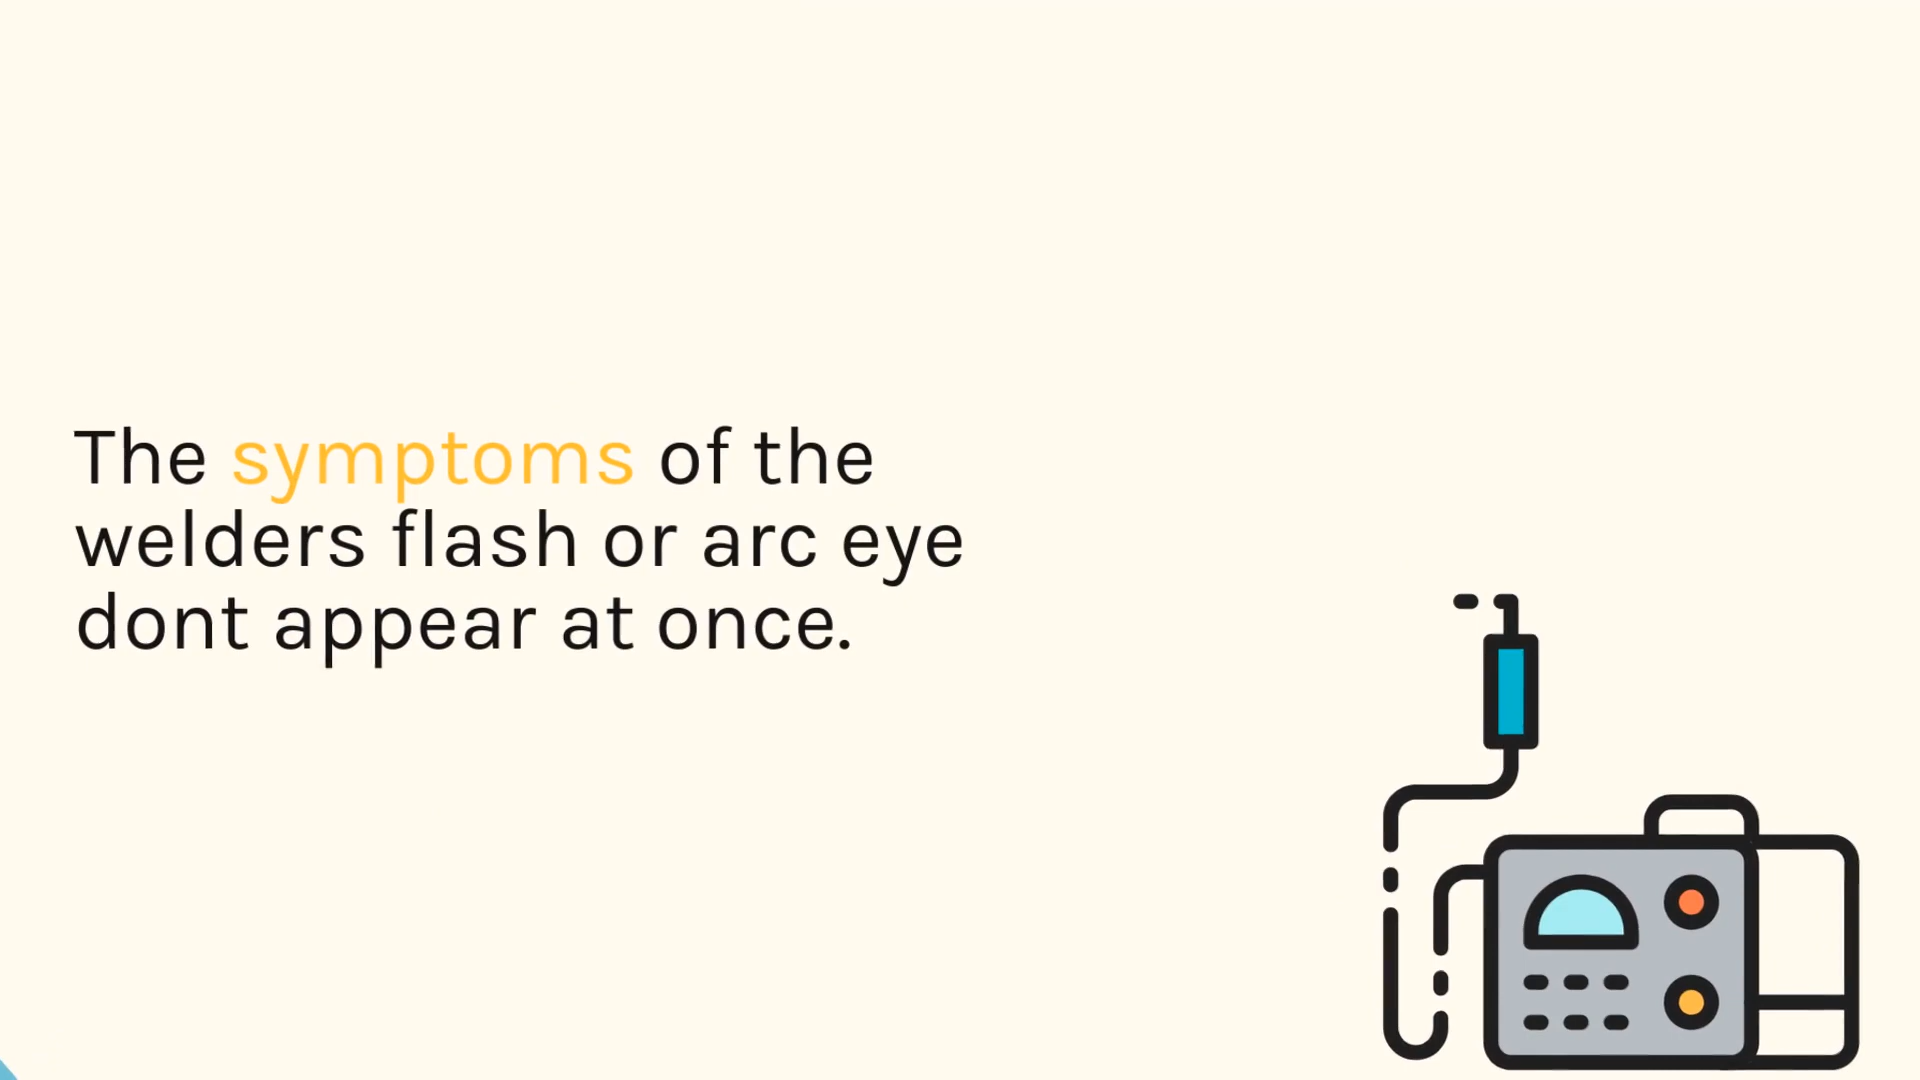 The symptoms of the
welders flash or arc eye
dont appear at once.